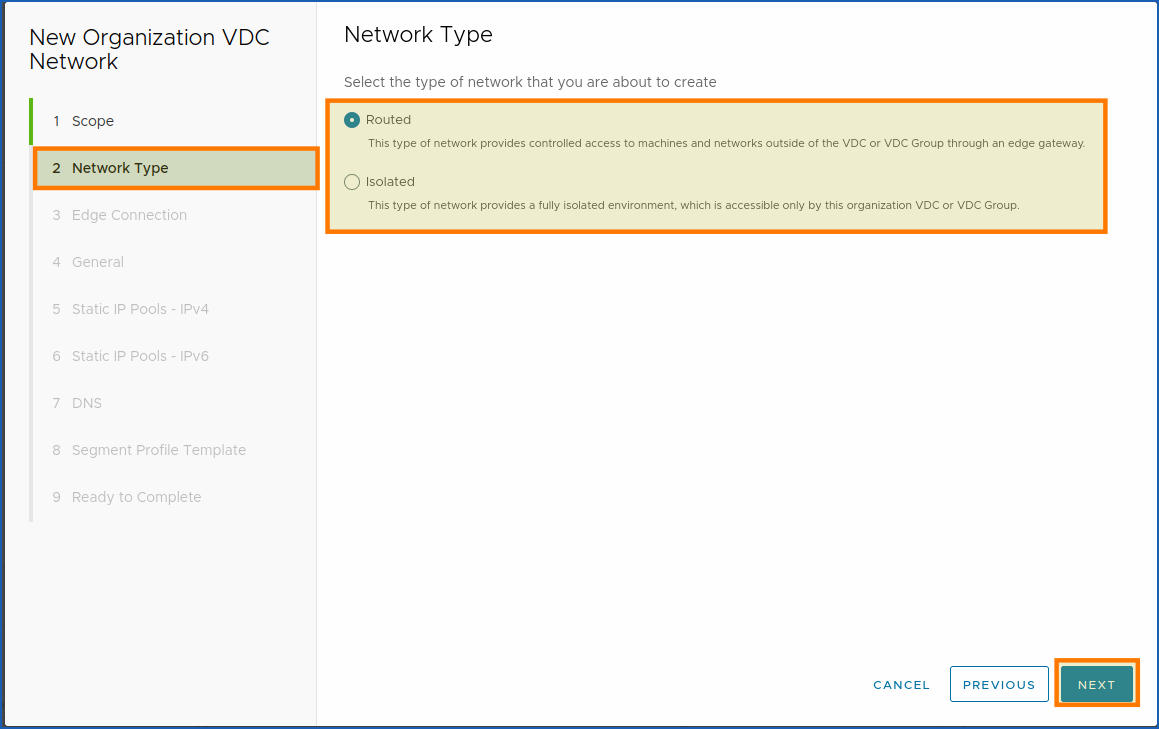 New Organization VDC
Network
1 Scope
2 Network Type
3 Edge Connection
4 General
5 Static IP Pools - IPv4
6 Static IP Pools - IPv6
7 DNS
8 Segment Profile Template
9 Ready to Complete
Network Type
Select the type of network that you are about to create
Routed
This type of network provides controlled access to machines and networks outside of the VDC or VDC Group through an edge gateway.
Isolated
This type of network provides a fully isolated environment, which is accessible only by this organization VDC or VDC Group.
CANCEL PREVIOUS NEXT